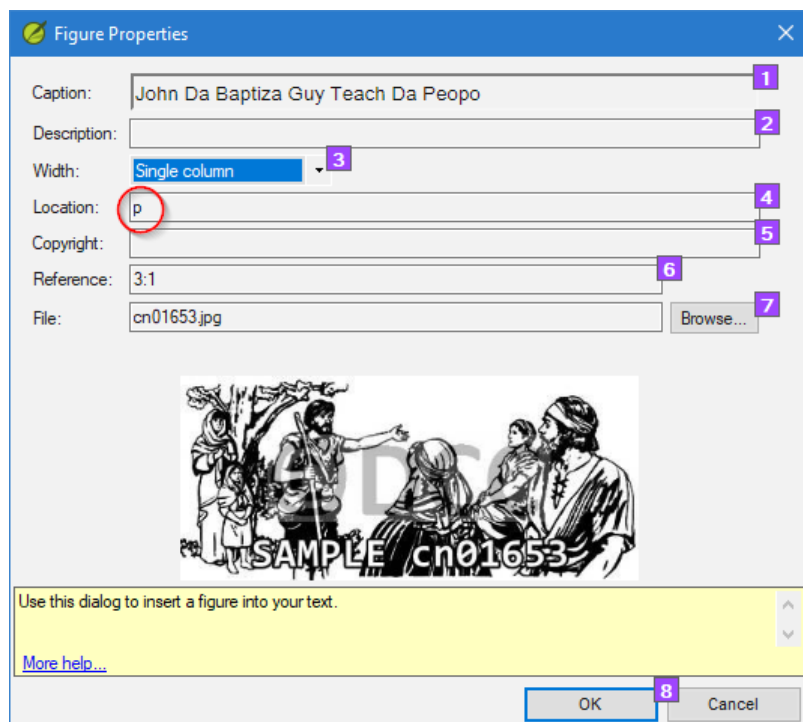 Figure Properties
Caption: John Da Baptiza Guy Teach Da Peopo 1
Description: 2
Width: Single column 3
Location: p 4
Copyright: 5
Reference: 3:1 6
File: cn01653.jpg Browse... 7
DCC
SAMPLE cn01653
Use this dialog to insert a figure into your text.
More help...
OK 8 Cancel